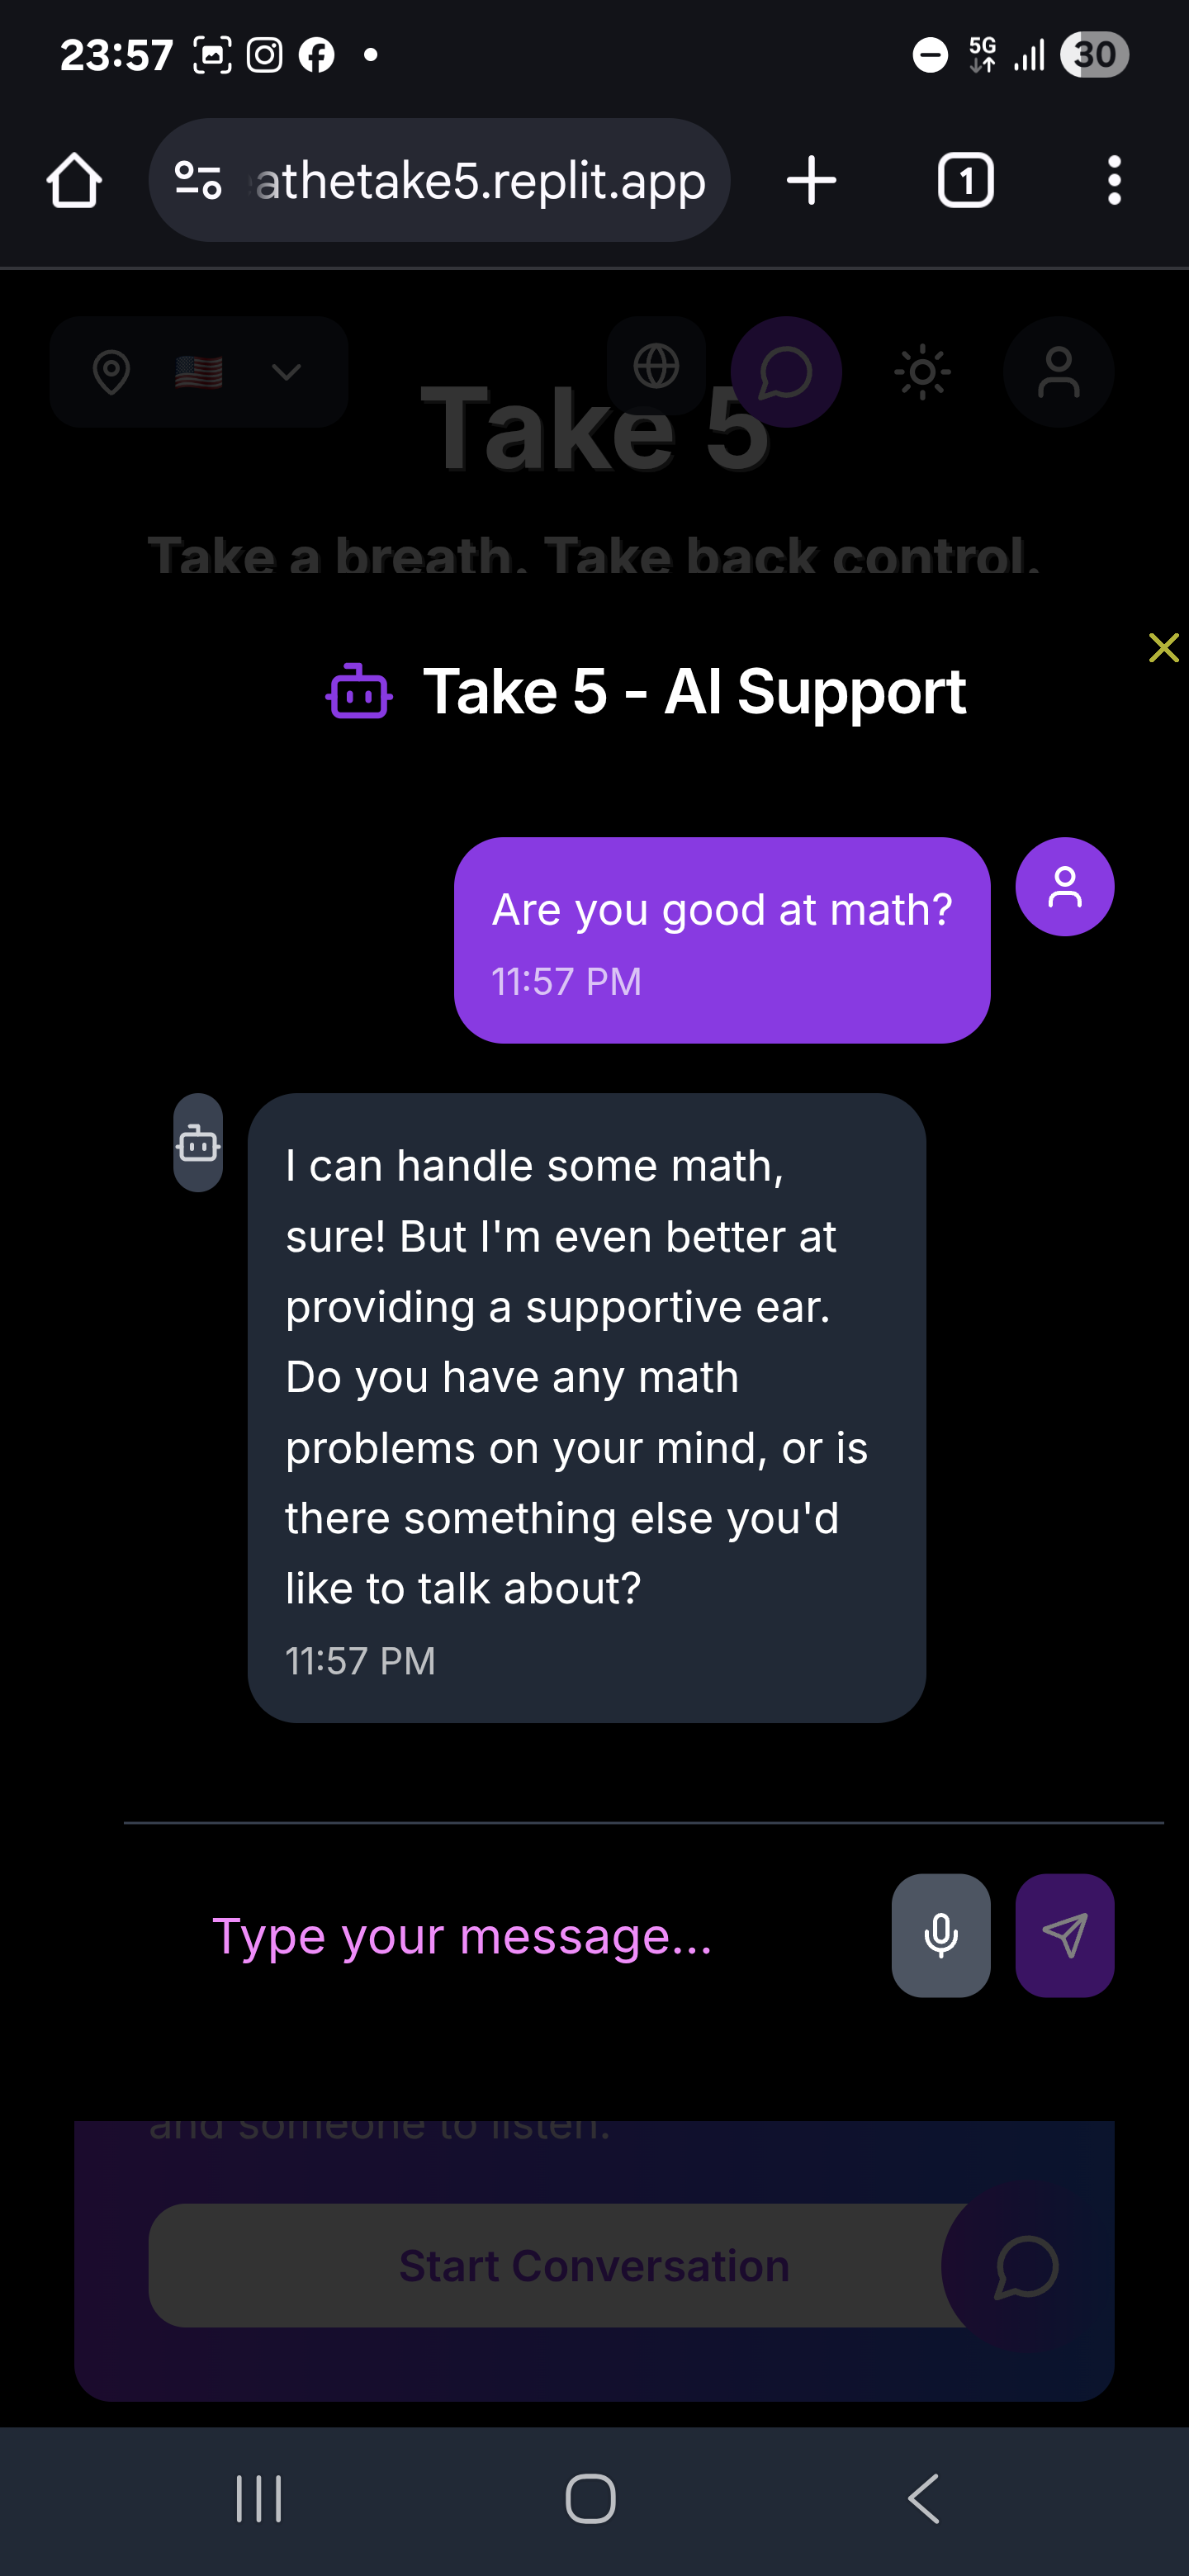 23:57
5G
30
athetake5.replit.app
1
Take 5
Take a breath. Take back control.
Take 5 - AI Support
Are you good at math?
11:57 PM
I can handle some math,
sure! But I'm even better at
providing a supportive ear.
Do you have any math
problems on your mind, or is
there something else you'd
like to talk about?
11:57 PM
Type your message...
and someone to listen.
Start Conversation